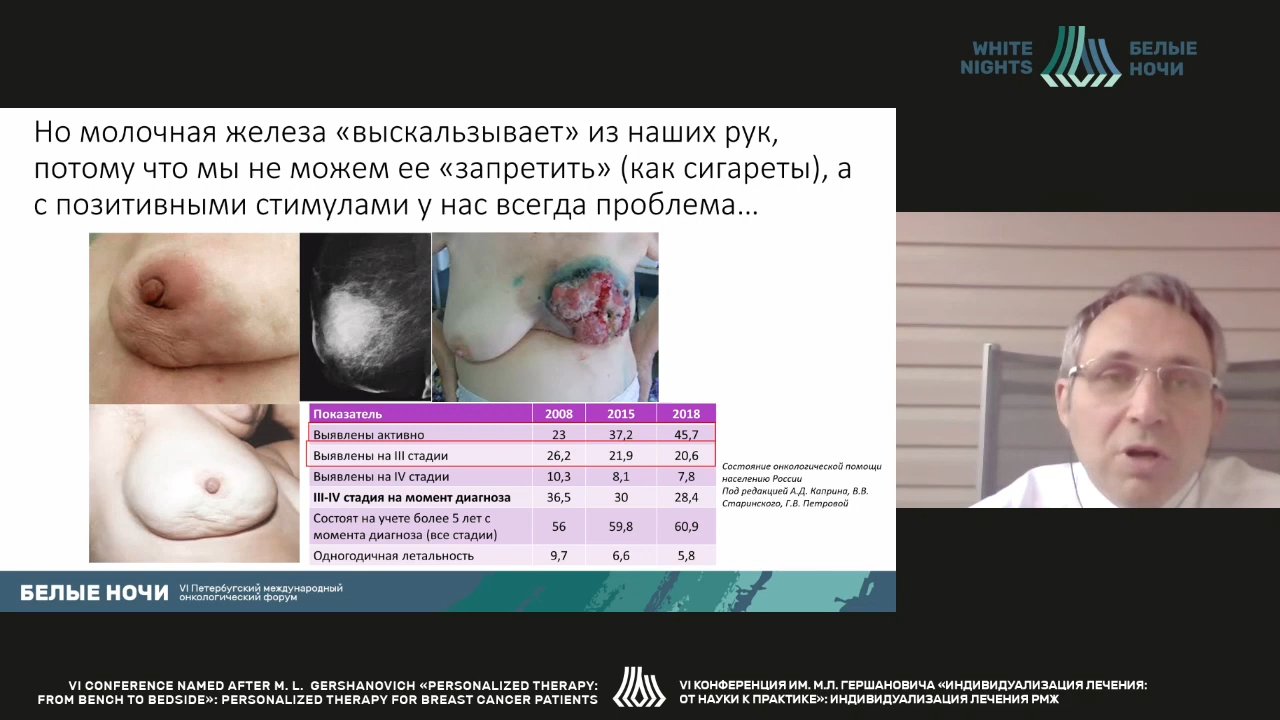 WHITE
NIGHTS
БЕЛЫЕ
НОЧИ
Но молочная железа «выскальзывает» из наших рук,
потому что мы не можем ее «запретить» (как сигареты), а
с позитивными стимулами у нас всегда проблема...
Показатель 2008 2015 2018
Выявлены активно 23 37,2 45,7
Выявлены на III стадии 26,2 21,9 20,6
Выявлены на IV стадии 10,3 8,1 7,8
III-IV стадия на момент диагноза 36,5 30 28,4
Состоят на учете более 5 лет с
момента диагноза (все стадии) 56 59,8 60,9
Одногодичная летальность 9,7 6,6 5,8
Состояние онкологической помощи
населению России
Под редакцией А.Д. Каприна, В.В.
Старинского, Г.В. Петровой
БЕЛЫЕ НОЧИ
VI Петербугский международный
онкологический форум
VI CONFERENCE NAMED AFTER M. L. GERSHANOVICH «PERSONALIZED THERAPY:
FROM BENCH TO BEDSIDE»: PERSONALIZED THERAPY FOR BREAST CANCER PATIENTS
VI КОНФЕРЕНЦИЯ ИМ. М.Л. ГЕРШАНОВИЧА «ИНДИВИДУАЛИЗАЦИЯ ЛЕЧЕНИЯ:
ОТ НАУКИ К ПРАКТИКЕ»: ИНДИВИДУАЛИЗАЦИЯ ЛЕЧЕНИЯ РМЖ